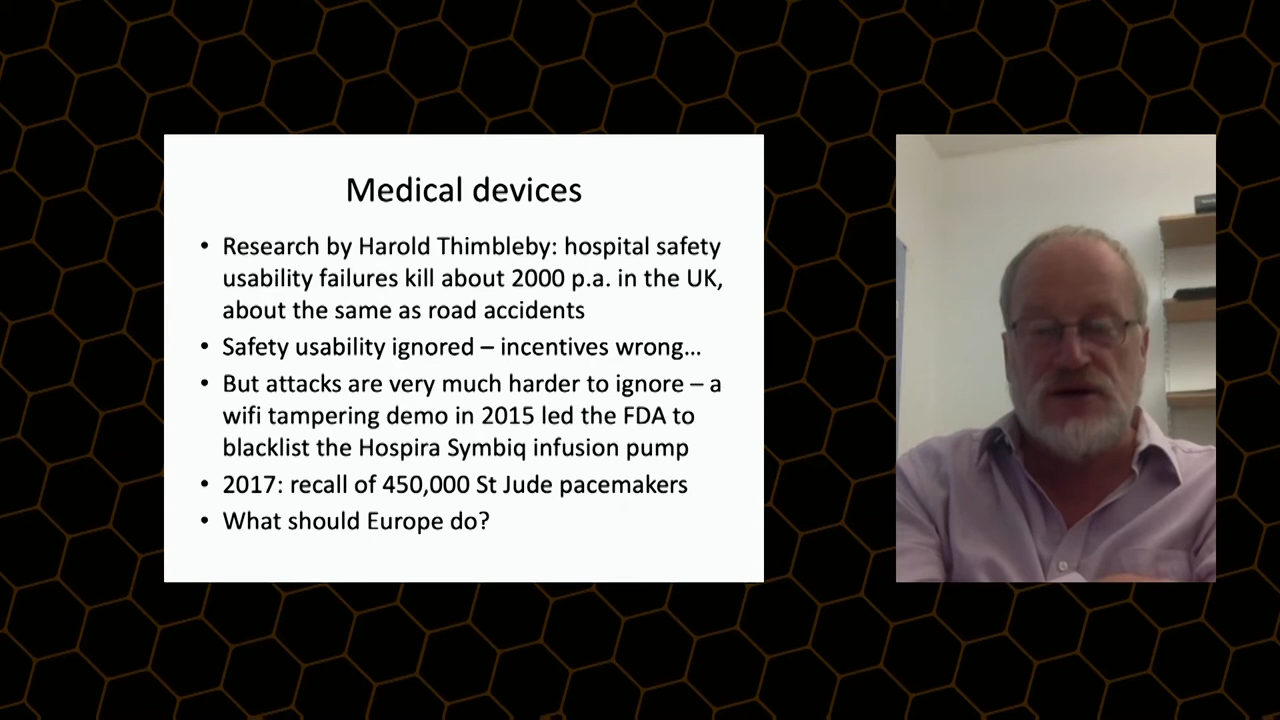 Medical devices
• Research by Harold Thimbleby: hospital safety
usability failures kill about 2000 p.a. in the UK,
about the same as road accidents
• Safety usability ignored – incentives wrong…
• But attacks are very much harder to ignore – a
wifi tampering demo in 2015 led the FDA to
blacklist the Hospira Symbiq infusion pump
• 2017: recall of 450,000 St Jude pacemakers
• What should Europe do?